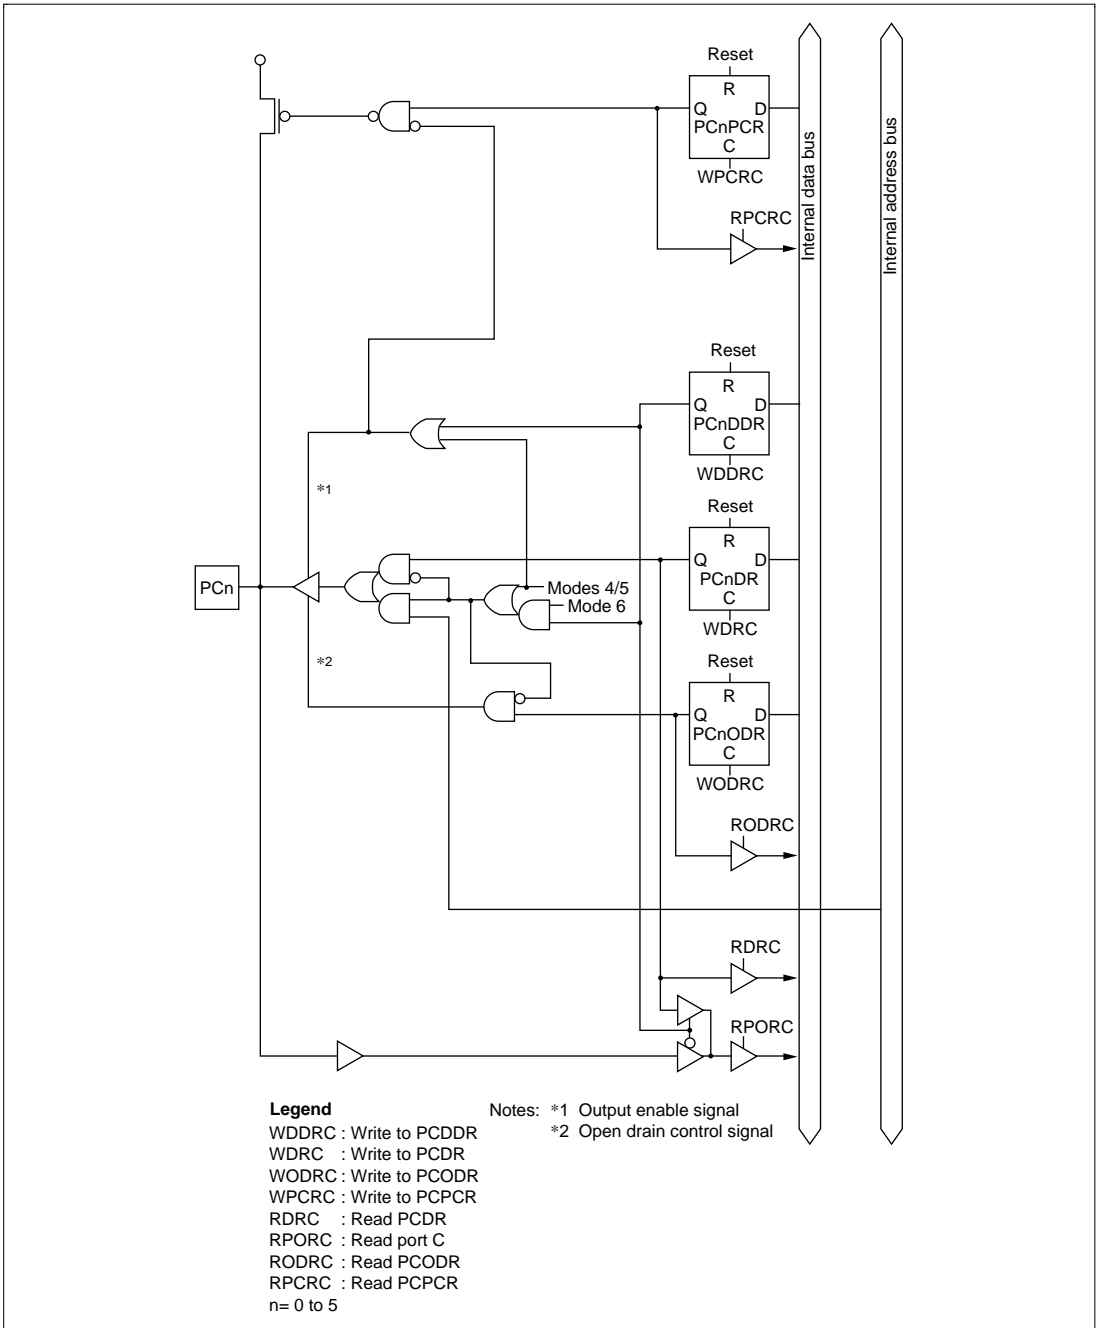 Reset
R
Q D
PCnPCR
C
WPCRC
RPCRC
Internal data bus
Internal address bus
Reset
R
Q D
PCnDDR
C
WDDRC
*1
Reset
R
Q D
PCnDR
C
WDRC
PCn
Modes 4/5
Mode 6
*2
Reset
R
Q D
PCnODR
C
WODRC
RODRC
RDRC
RPORC
Legend
WDDRC : Write to PCDDR
WDRC : Write to PCDR
WODRC : Write to PCODR
WPCRC : Write to PCPCR
RDRC : Read PCDR
RPORC : Read port C
RODRC : Read PCODR
RPCRC : Read PCPCR
n= 0 to 5
Notes: *1 Output enable signal
*2 Open drain control signal